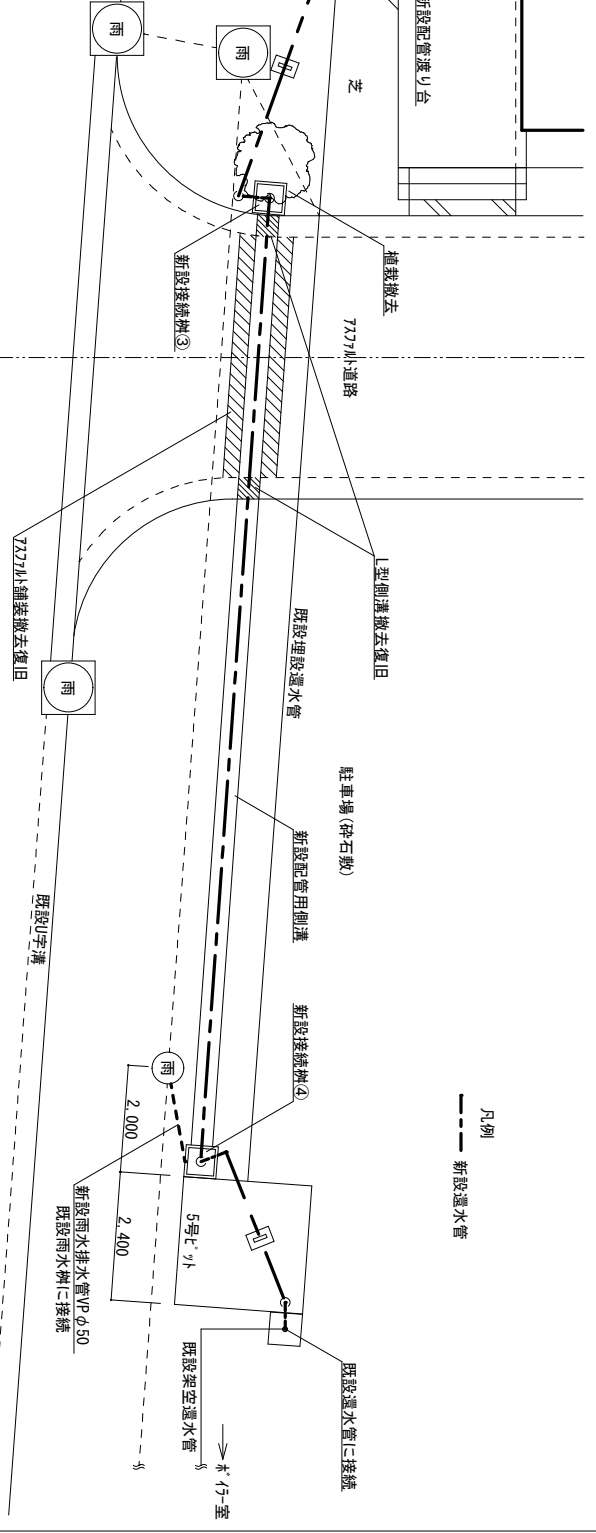 新設配管渡り台
芝
雨
雨
植栽撤去
新設接続桝③
ｱｽﾌｧﾙﾄ道路
L型側溝撤去復旧
ｱｽﾌｧﾙﾄ舗装撤去復旧
雨
既設埋設還水管
駐車場(砕石敷)
新設配管用側溝
既設U字溝
新設接続桝④
雨
2,000
2,400
5号ﾋﾟｯﾄ
新設雨水排水管VPφ50
既設雨水桝に接続
既設架空還水管
既設還水管に接続
ﾎﾞｲﾗｰ室
凡例
新設還水管